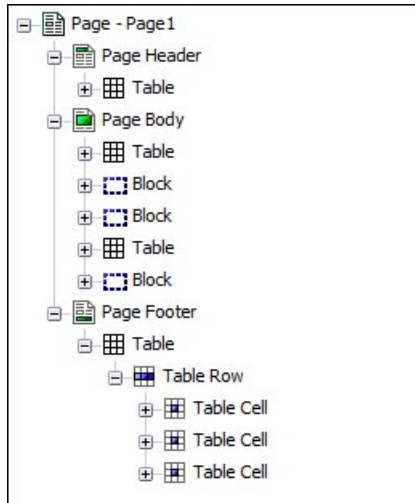 Page - Page1
Page Header
Table
Page Body
Table
Block
Block
Table
Block
Page Footer
Table
Table Row
Table Cell
Table Cell
Table Cell